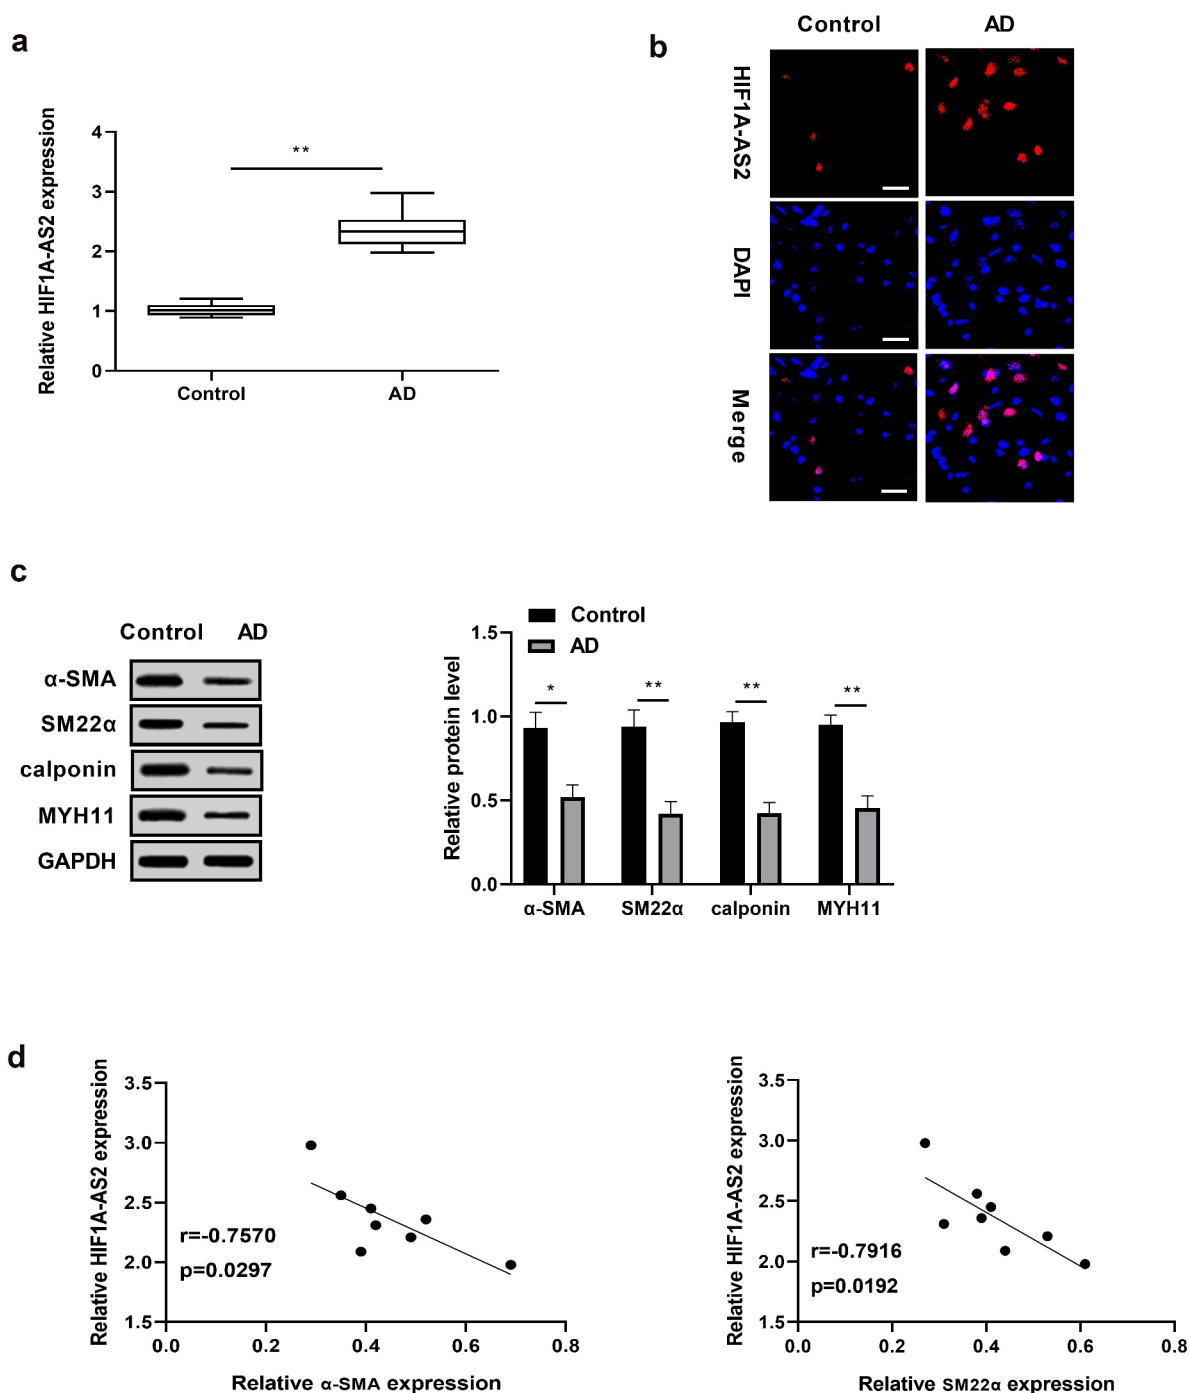 a
Relative HIF1A-AS2 expression
4
3
2
1
0
**
Control
AD
b
Control
AD
HIF1A-AS2
DAPI
Merge
c
Control AD
α-SMA
SM22α
calponin
MYH11
GAPDH
Control
AD
Relative protein level
1.5
1.0
0.5
0.0
*
**
**
**
α-SMA
SM22α
calponin
MYH11
d
Relative HIF1A-AS2 expression
3.5
3.0
2.5
2.0
1.5
r=-0.7570
p=0.0297
0.0
0.2
0.4
0.6
0.8
Relative α-SMA expression
Relative HIF1A-AS2 expression
3.5
3.0
2.5
2.0
1.5
r=-0.7916
p=0.0192
0.0
0.2
0.4
0.6
0.8
Relative SM22α expression